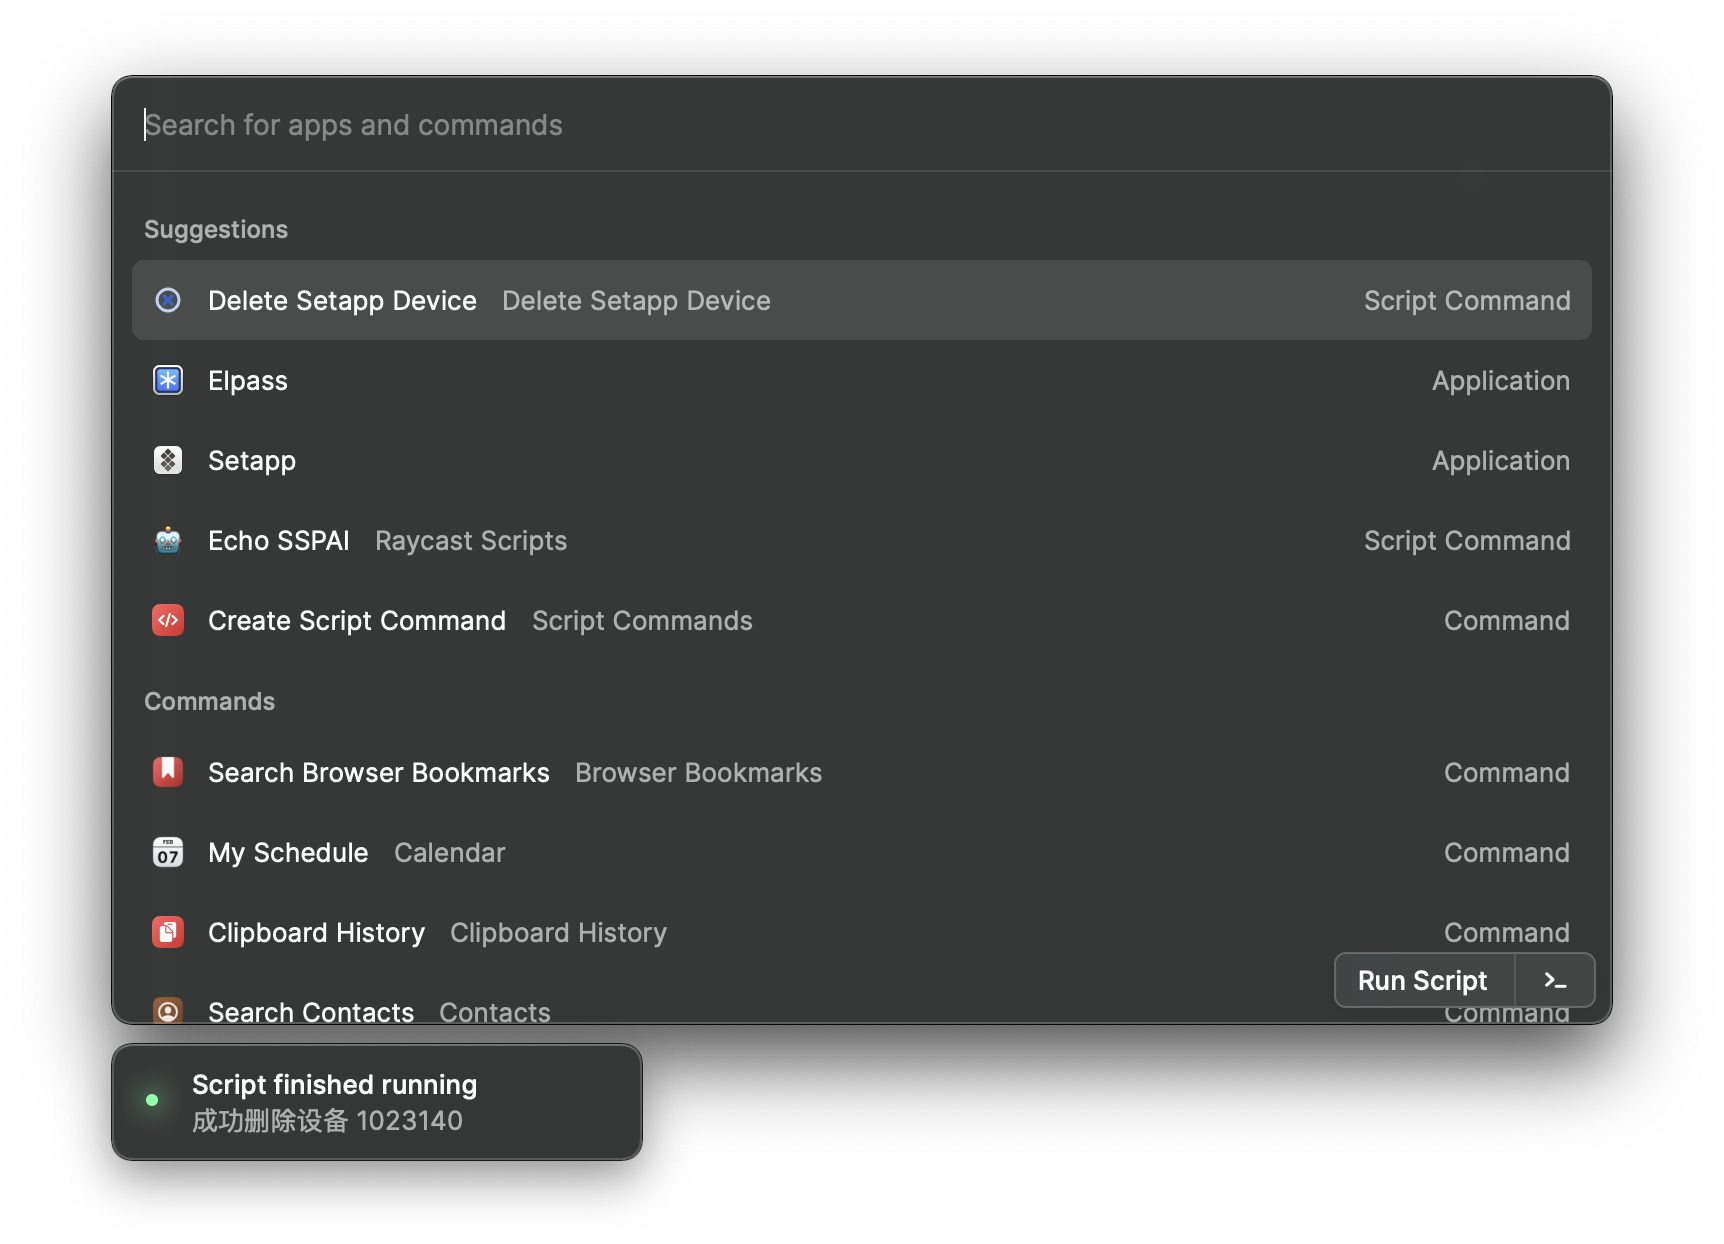 Search for apps and commands
Suggestions
Delete Setapp Device Delete Setapp Device Script Command
Elpass Application
Setapp Application
Echo SSPAI Raycast Scripts Script Command
Create Script Command Script Commands Command
Commands
Search Browser Bookmarks Browser Bookmarks Command
FEB
07 My Schedule Calendar Command
Clipboard History Clipboard History Command
Run Script >_
Search Contacts Contacts Command
Script finished running
成功删除设备 1023140